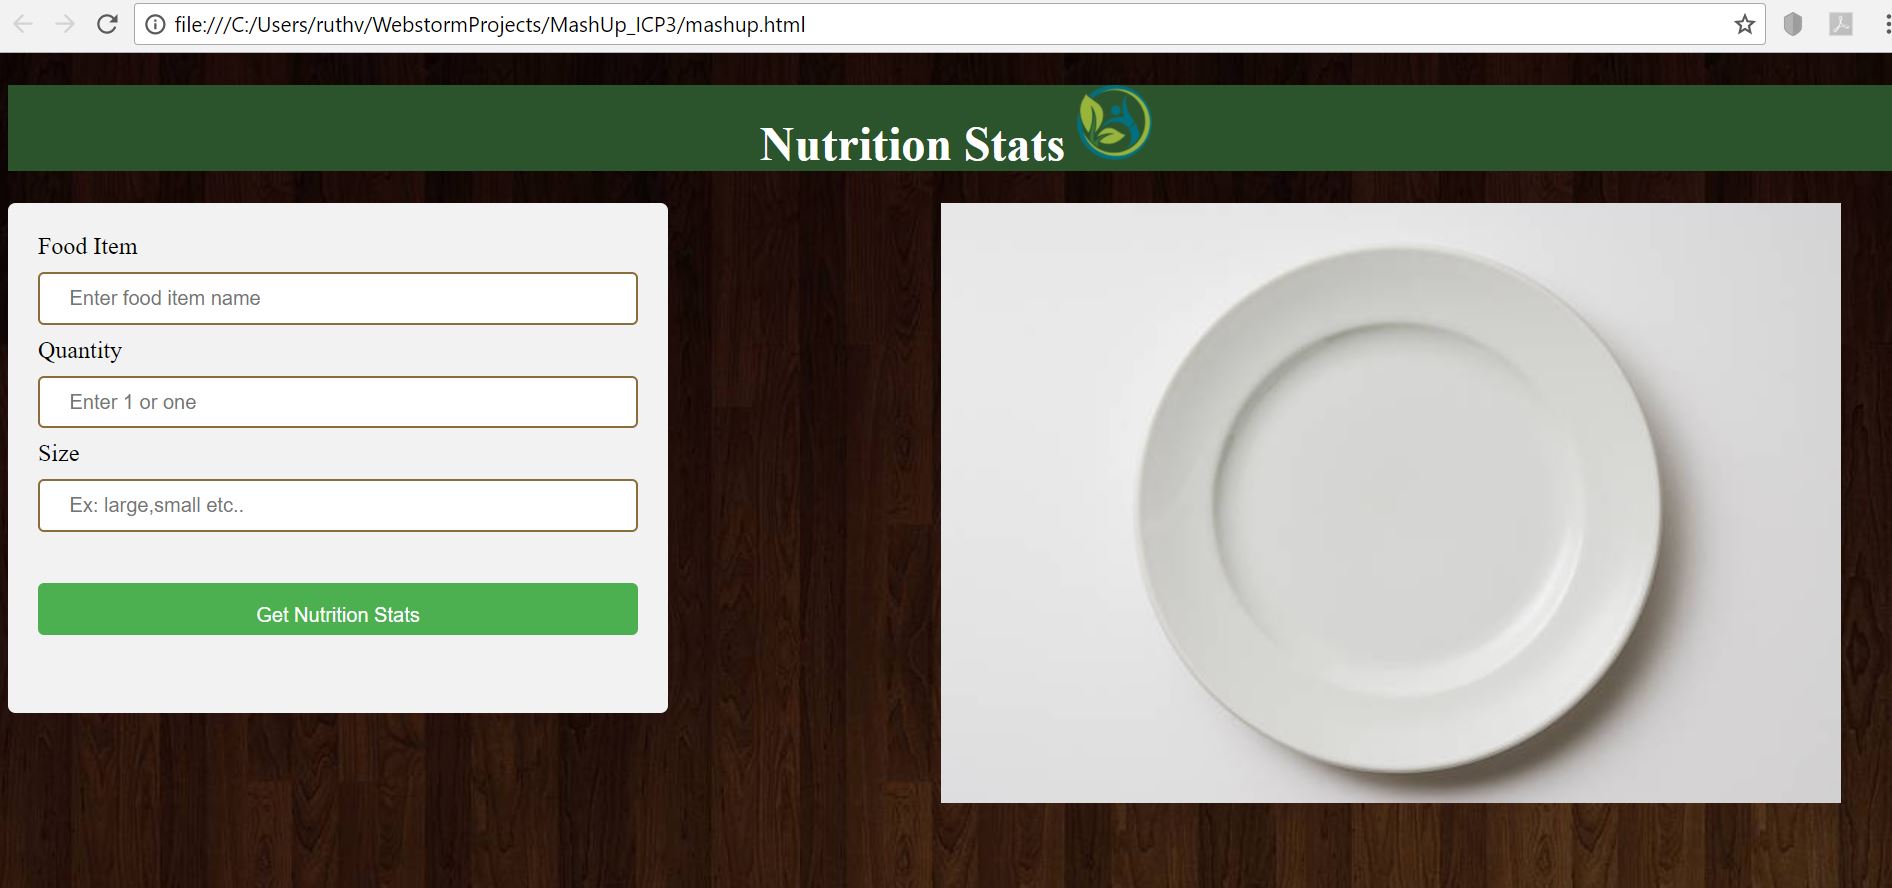 file:///C:/Users/ruthv/WebstormProjects/MashUp_ICP3/mashup.html
Nutrition Stats
Food Item
Enter food item name
Quantity
Enter 1 or one
Size
Ex: large,small etc..
Get Nutrition Stats